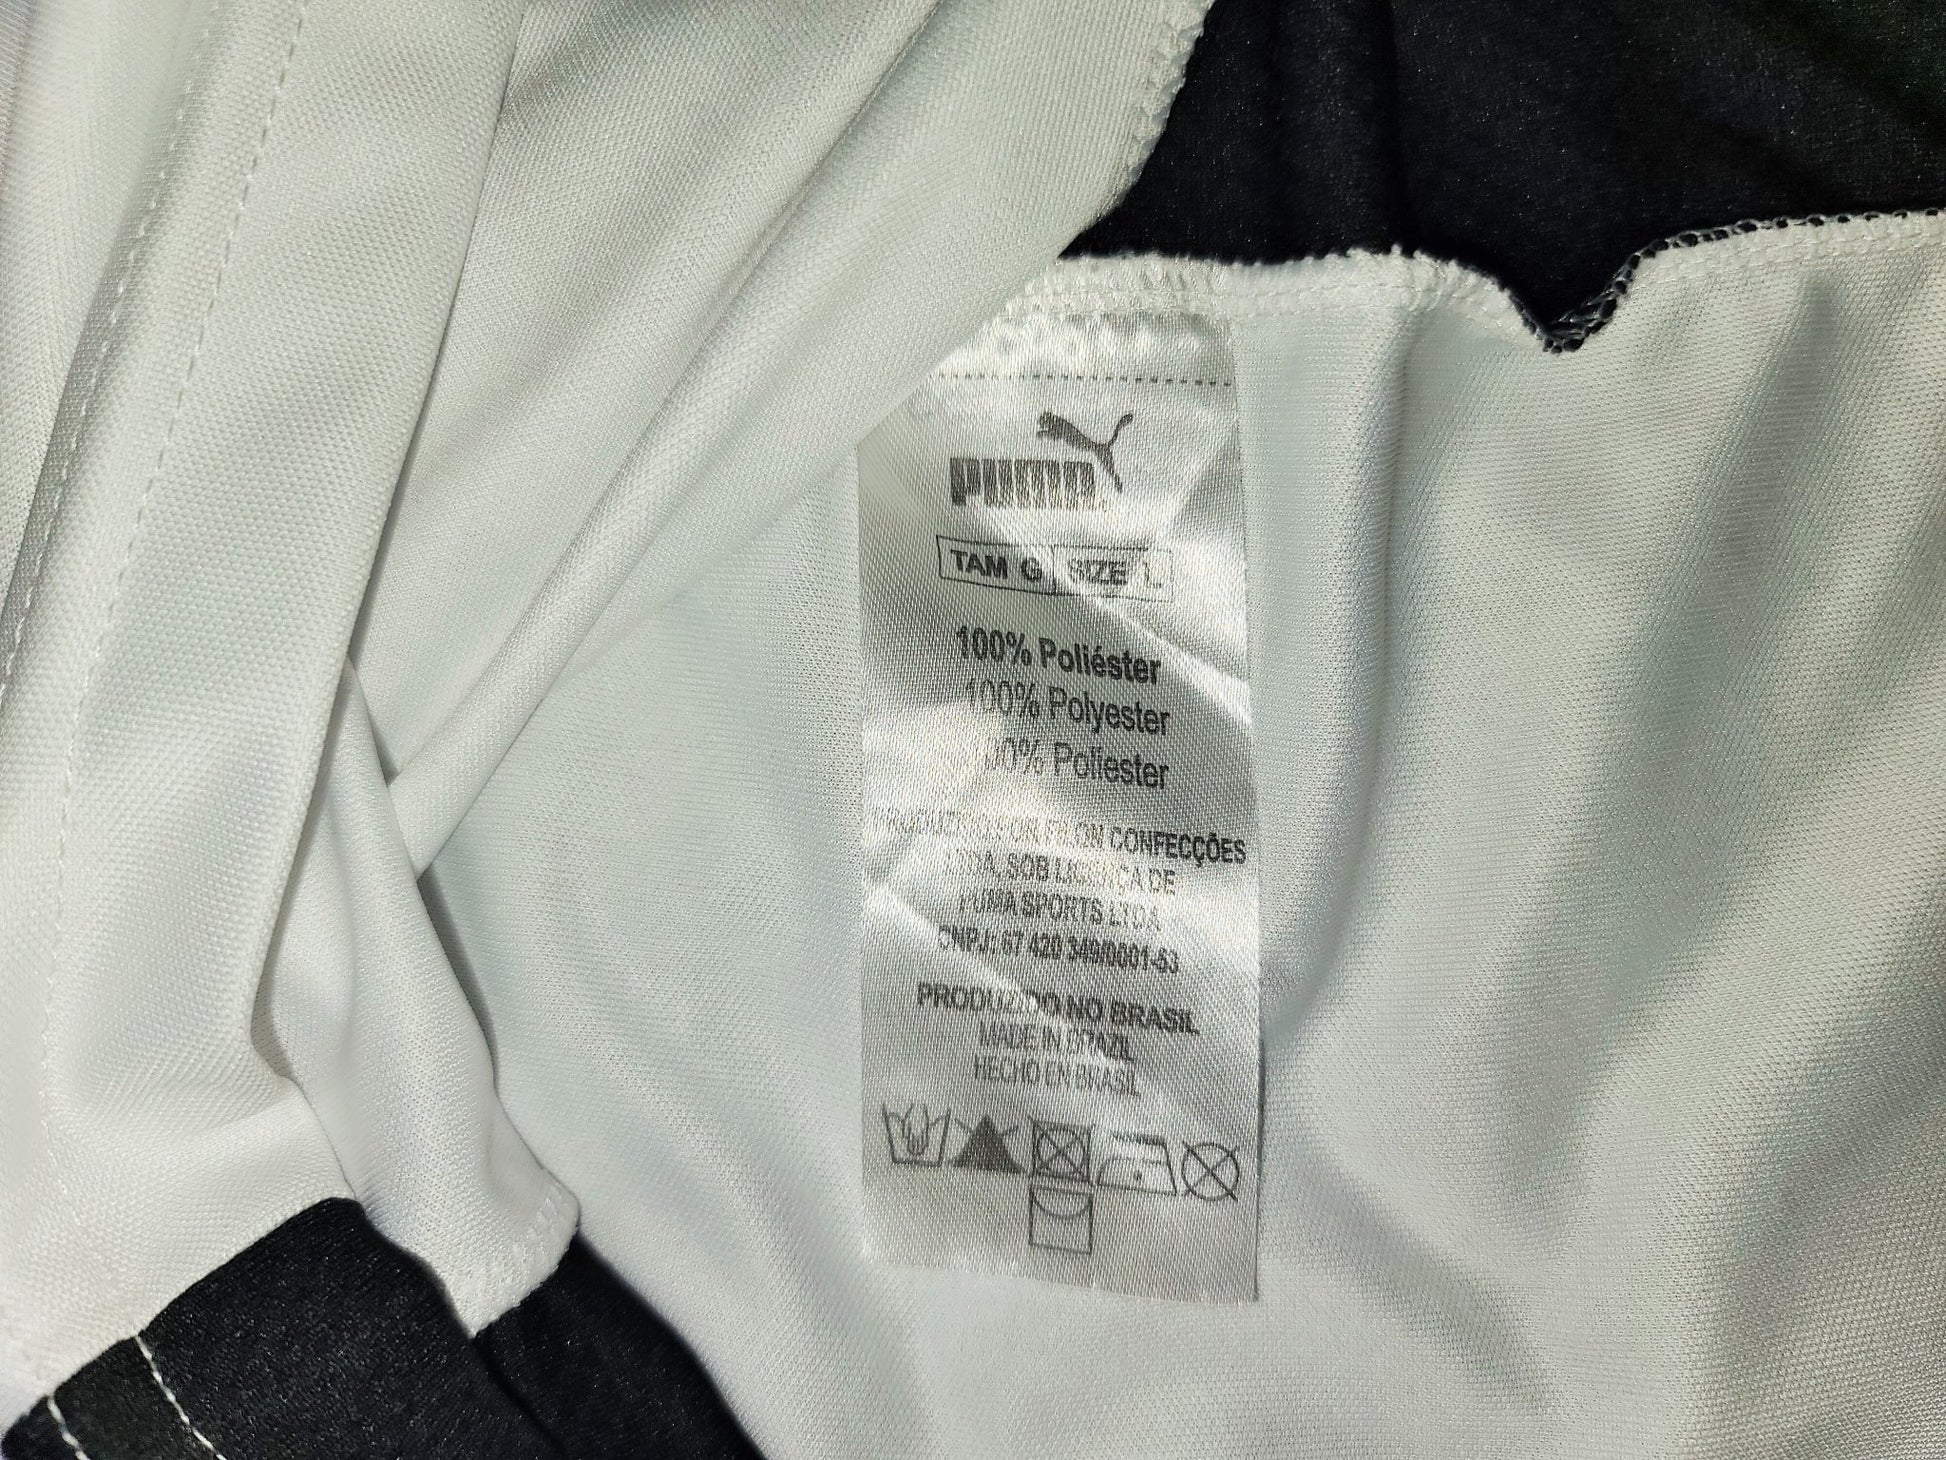 PUMA
TAM G SIZE L
100% Poliéster
100% Polyester
100% Poliester
CONFECÇÕES
LTDA, SOB LICENÇA DE
PUMA SPORTS LTDA
CNPJ: 67 420 349/0001-53
PRODUZIDO NO BRASIL
MADE IN BRAZIL
HECHO EN BRASIL